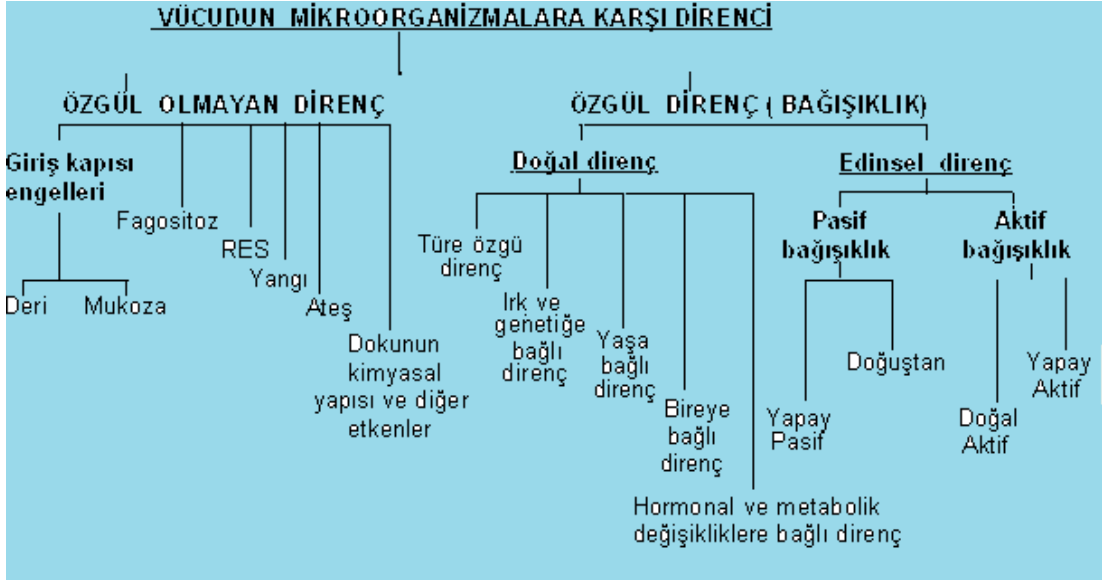 VÜCUDUN MİKROORGANİZMALARA KARŞI DİRENCİ
ÖZGÜL OLMAYAN DİRENÇ
ÖZGÜL DİRENÇ ( BAĞIŞIKLIK)
Giriş kapısı
engelleri
Deri
Mukoza
Fagositoz
RES
Yangı
Ateş
Dokunun
kimyasal
yapısı ve diğer
etkenler
Doğal direnç
Türe özgü
direnç
Irk ve
genetiğe
bağlı
direnç
Yaşa
bağlı
direnç
Bireye
bağlı
direnç
Hormonal ve metabolik
değişikliklere bağlı direnç
Edinsel direnç
Pasif
bağışıklık
Yapay
Pasif
Doğuştan
Aktif
bağışıklık
Doğal
Aktif
Yapay
Aktif